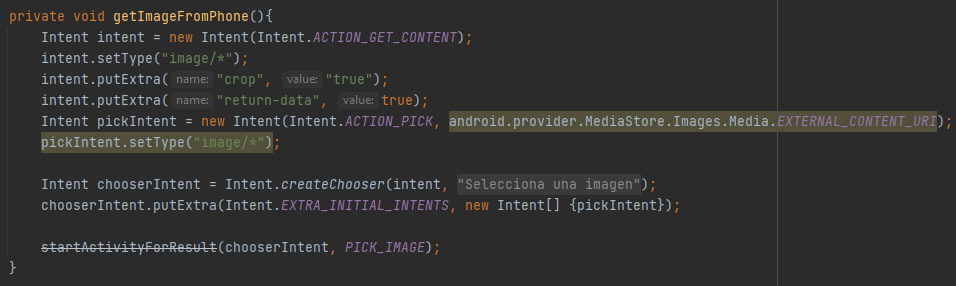 private void getImageFromPhone(){
    Intent intent = new Intent(Intent.ACTION_GET_CONTENT);
    intent.setType("image/*");
    intent.putExtra( name: "crop", value: "true");
    intent.putExtra( name: "return-data", value: true);
    Intent pickIntent = new Intent(Intent.ACTION_PICK, android.provider.MediaStore.Images.Media.EXTERNAL_CONTENT_URI);
    pickIntent.setType("image/*");
    Intent chooserIntent = Intent.createChooser(intent, "Selecciona una imagen");
    chooserIntent.putExtra(Intent.EXTRA_INITIAL_INTENTS, new Intent[] {pickIntent});
    startActivityForResult(chooserIntent, PICK_IMAGE);
}